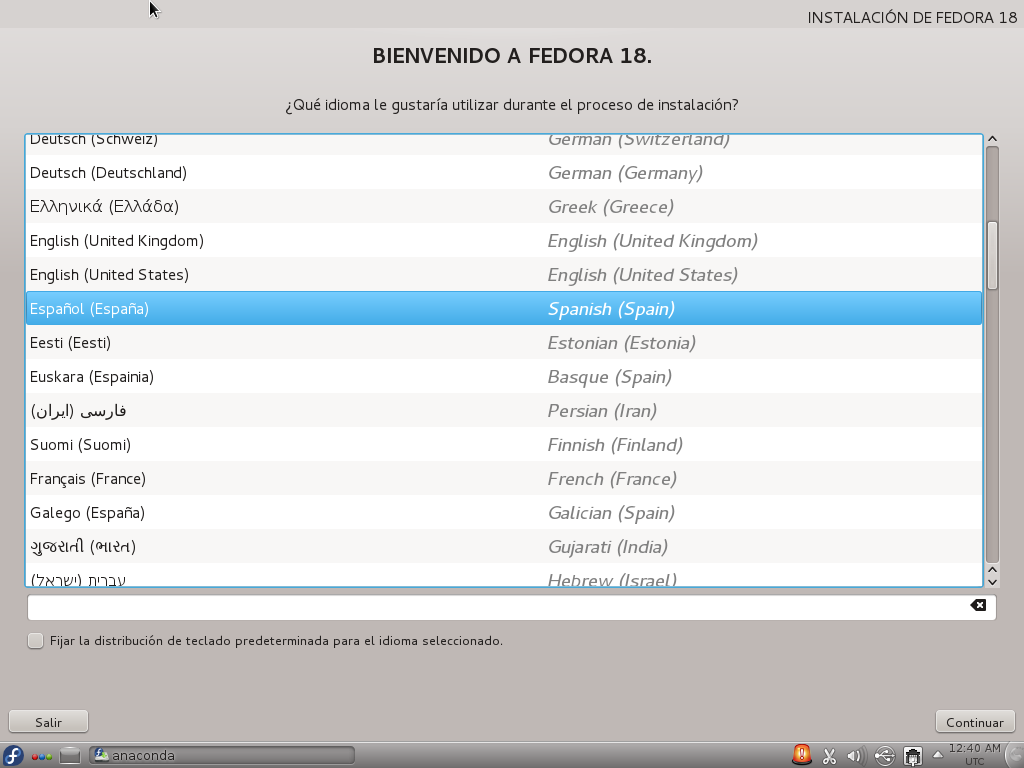 INSTALACIÓN DE FEDORA 18
BIENVENIDO A FEDORA 18.
¿Qué idioma le gustaría utilizar durante el proceso de instalación?
Deutsch (Schweiz) German (Switzerland)
Deutsch (Deutschland) German (Germany)
Ελληνικά (Ελλάδα) Greek (Greece)
English (United Kingdom) English (United Kingdom)
English (United States) English (United States)
Español (España) Spanish (Spain)
Eesti (Eesti) Estonian (Estonia)
Euskara (Espainia) Basque (Spain)
فارسی (ایران) Persian (Iran)
Suomi (Suomi) Finnish (Finland)
Français (France) French (France)
Galego (España) Galician (Spain)
ગુજરાતી (ભારત) Gujarati (India)
עברית (ישראל) Hebrew (Israel)
Fijar la distribución de teclado predeterminada para el idioma seleccionado.
Salir Continuar
anaconda 12:40 AM
UTC